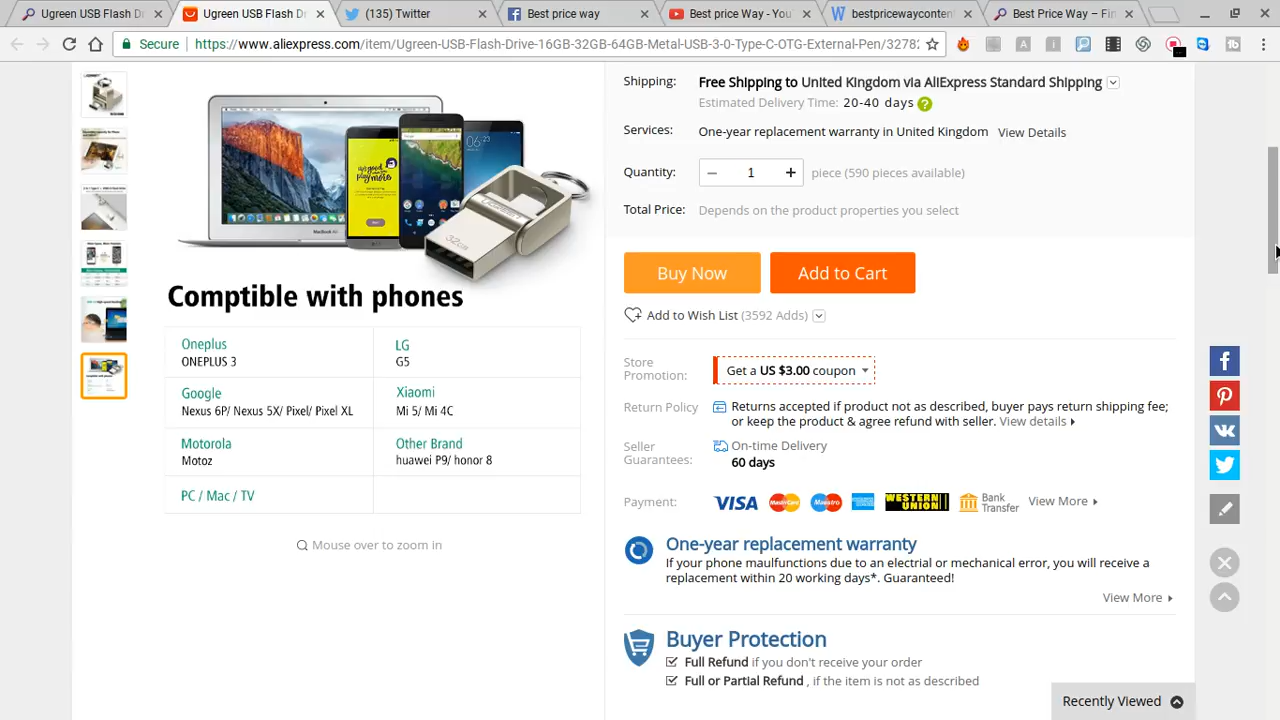 Ugreen USB Flash D
Ugreen USB Flash Dr
(135) Twitter
Best price way
Best price Way - You
bestpricewayconten
Best Price Way – Fin
Secure
https://www.aliexpress.com/item/Ugreen-USB-Flash-Drive-16GB-32GB-64GB-Metal-USB-3-0-Type-C-OTG-External-Pen/32782
32GB
Comptible with phones
Oneplus
ONEPLUS 3
LG
G5
Google
Nexus 6P/ Nexus 5X/ Pixel/ Pixel XL
Xiaomi
Mi 5/ Mi 4C
Motorola
Motoz
Other Brand
huawei P9/ honor 8
PC / Mac / TV
Mouse over to zoom in
Shipping: Free Shipping to United Kingdom via AliExpress Standard Shipping
Estimated Delivery Time: 20-40 days ?
Services: One-year replacement warranty in United Kingdom View Details
Quantity: − 1 + piece (590 pieces available)
Total Price: Depends on the product properties you select
Buy Now
Add to Cart
Add to Wish List (3592 Adds)
Store
Promotion:
Get a US $3.00 coupon
Return Policy
Returns accepted if product not as described, buyer pays return shipping fee;
or keep the product & agree refund with seller. View details
Seller
Guarantees:
On-time Delivery
60 days
Payment: VISA MasterCard Maestro WESTERN UNION Bank Transfer View More
One-year replacement warranty
If your phone maulfunctions due to an electrial or mechanical error, you will receive a
replacement within 20 working days*. Guaranteed!
View More
Buyer Protection
Full Refund if you don't receive your order
Full or Partial Refund , if the item is not as described
Recently Viewed